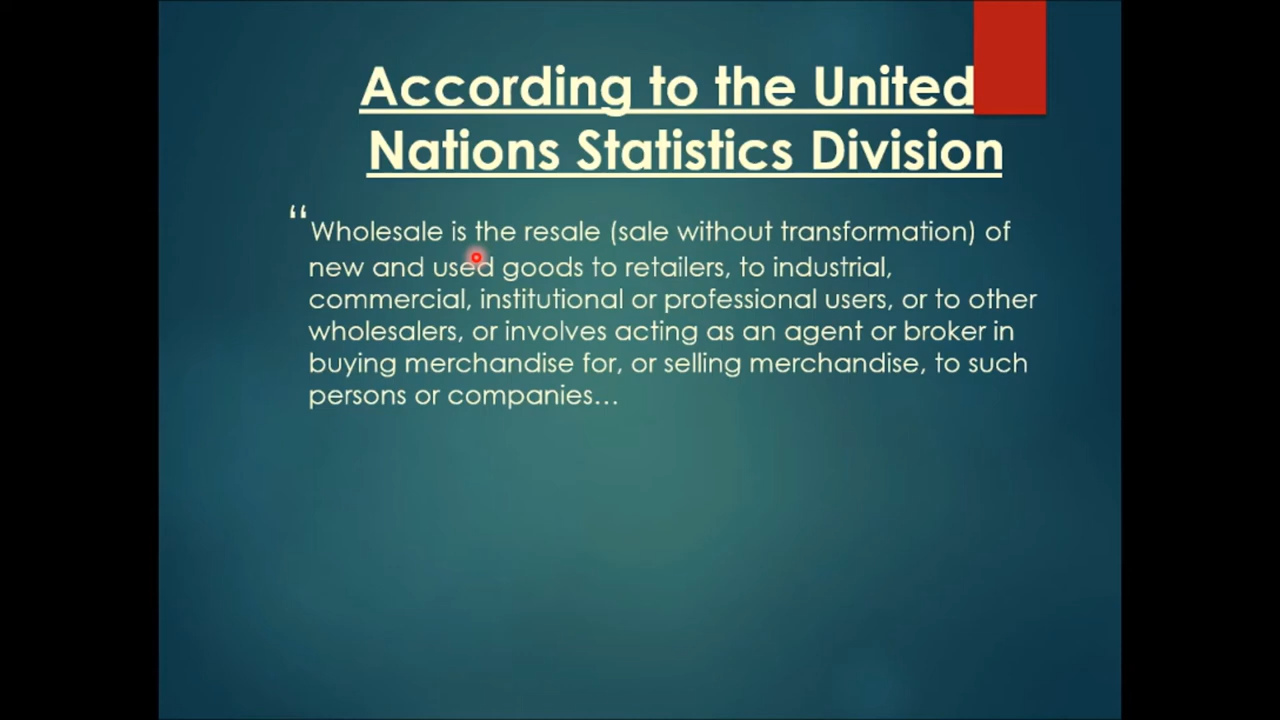 According to the United
Nations Statistics Division
“Wholesale is the resale (sale without transformation) of
new and used goods to retailers, to industrial,
commercial, institutional or professional users, or to other
wholesalers, or involves acting as an agent or broker in
buying merchandise for, or selling merchandise, to such
persons or companies…